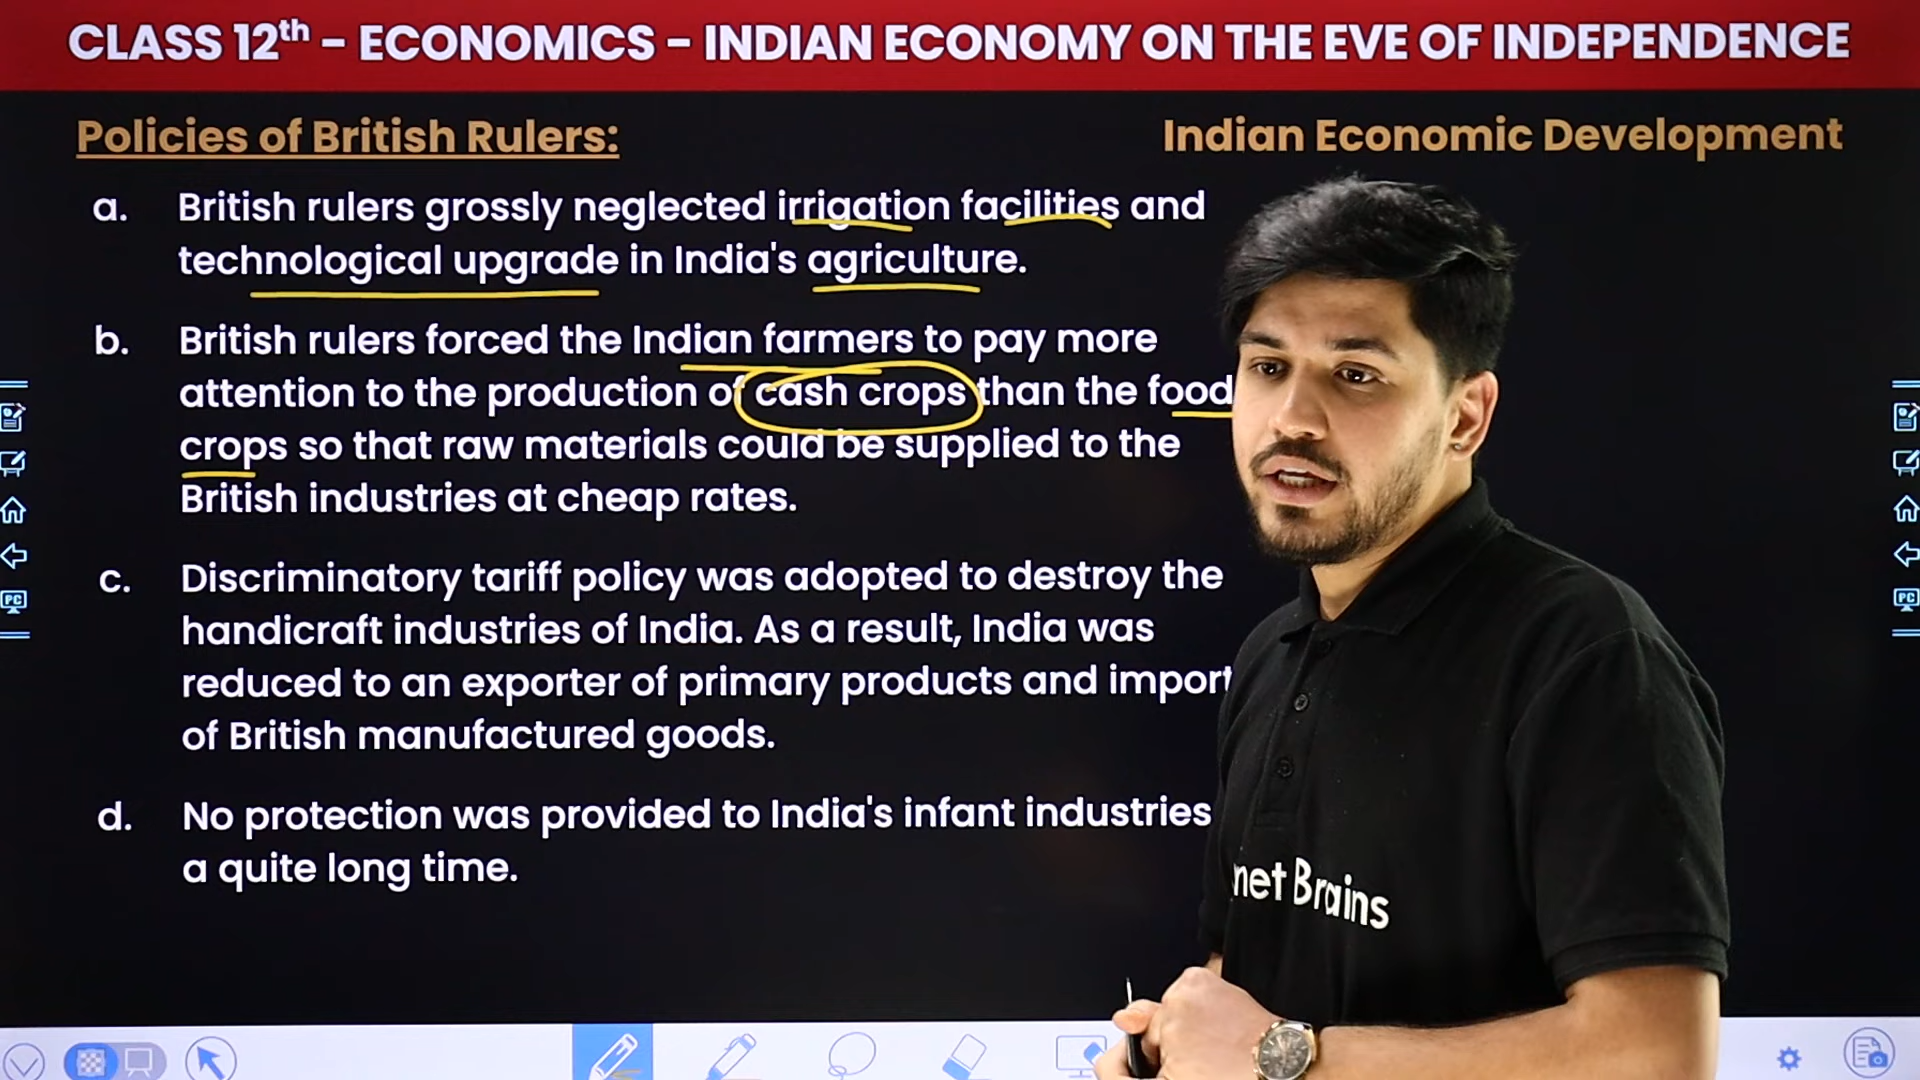 CLASS 12th - ECONOMICS - INDIAN ECONOMY ON THE EVE OF INDEPENDENCE
Policies of British Rulers:
Indian Economic Development
a. British rulers grossly neglected irrigation facilities and
technological upgrade in India's agriculture.
b. British rulers forced the Indian farmers to pay more
attention to the production of cash crops than the food
crops so that raw materials could be supplied to the
British industries at cheap rates.
c. Discriminatory tariff policy was adopted to destroy the
handicraft industries of India. As a result, India was
reduced to an exporter of primary products and import
of British manufactured goods.
d. No protection was provided to India's infant industries
a quite long time.
net Brains
PC
PC